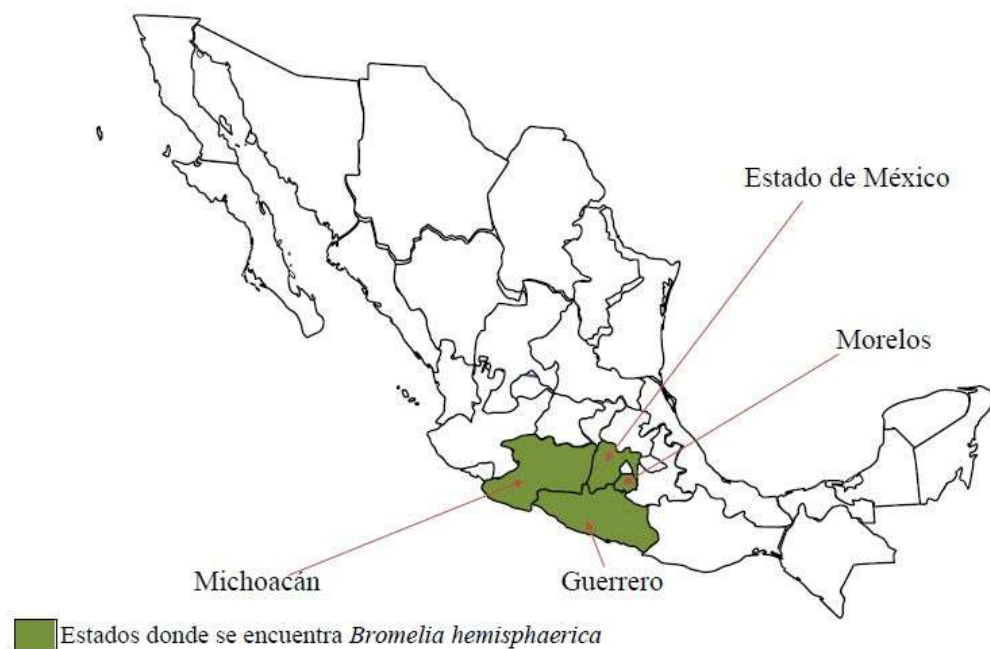 Estado de México
Morelos
Michoacán
Guerrero
Estados donde se encuentra Bromelia hemisphaerica